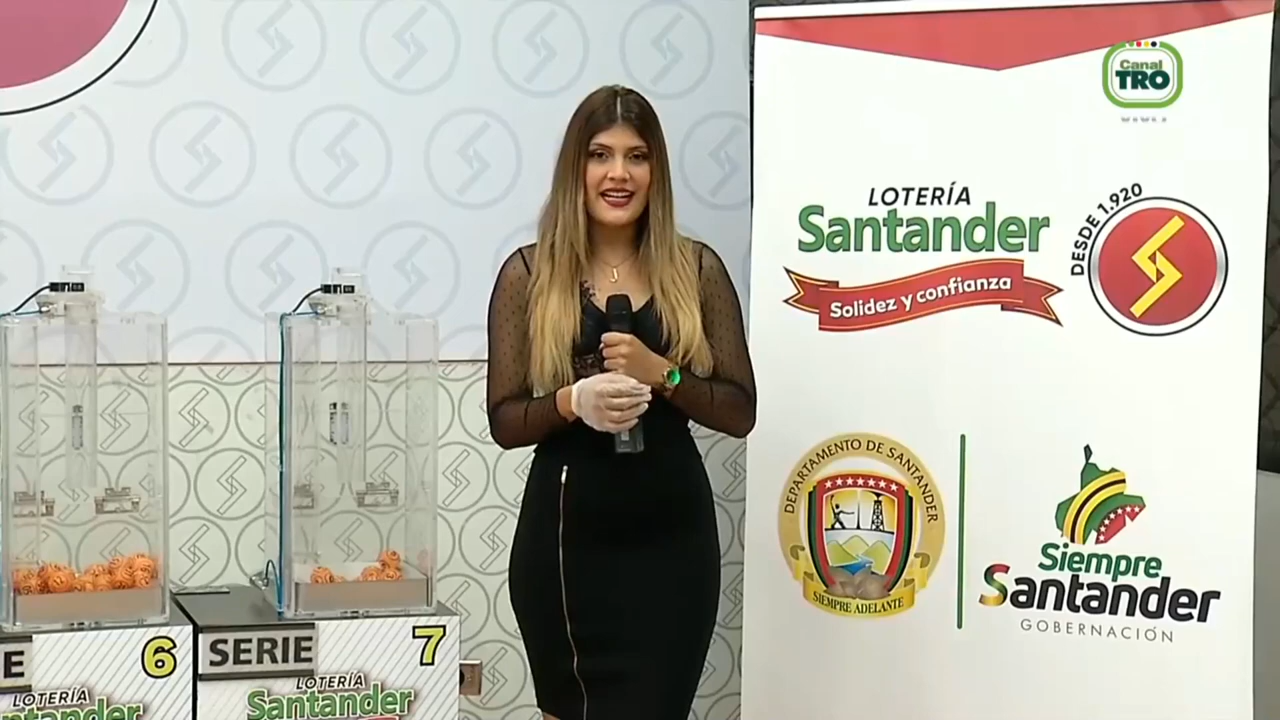 Canal
TRO
LOTERÍA
Santander
Solidez y confianza
DESDE 1.920
DEPARTAMENTO DE SANTANDER
SIEMPRE ADELANTE
Siempre
Santander
GOBERNACIÓN
6
LOTERÍA
Santander
SERIE
7
LOTERÍA
Santander